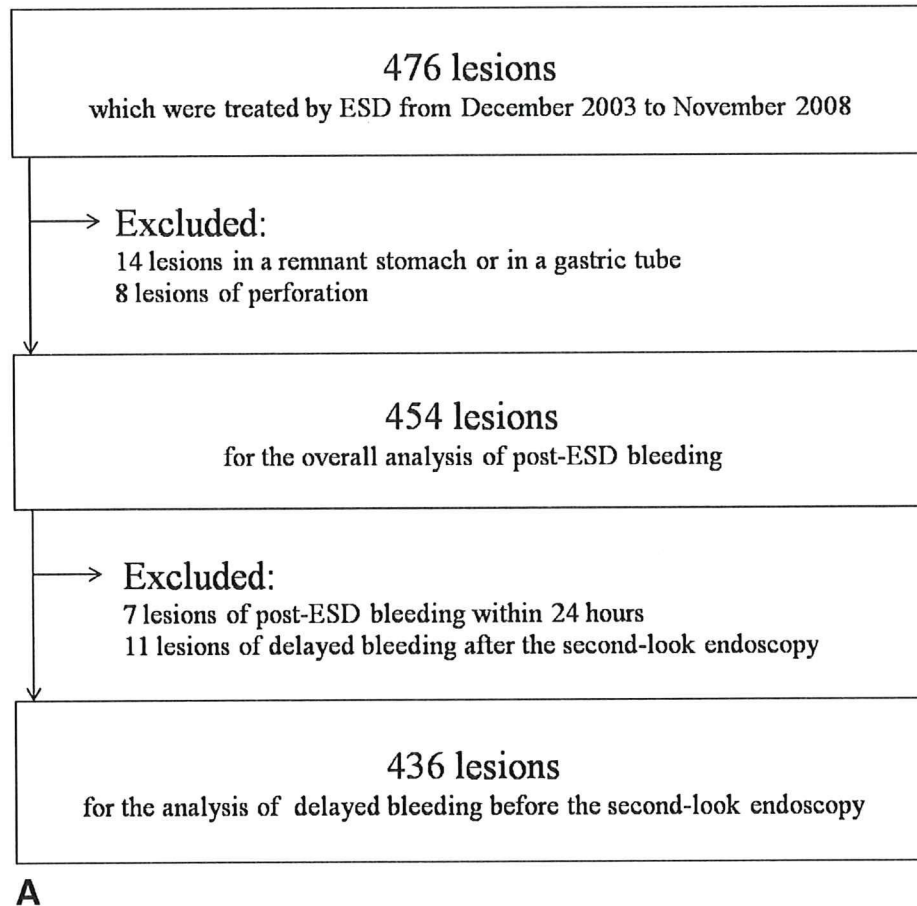 476 lesions
which were treated by ESD from December 2003 to November 2008
Excluded:
14 lesions in a remnant stomach or in a gastric tube
8 lesions of perforation
454 lesions
for the overall analysis of post-ESD bleeding
Excluded:
7 lesions of post-ESD bleeding within 24 hours
11 lesions of delayed bleeding after the second-look endoscopy
436 lesions
for the analysis of delayed bleeding before the second-look endoscopy
A